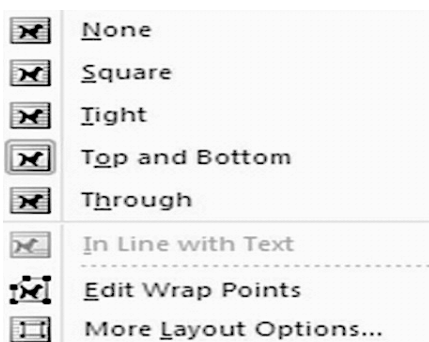 None
Square
Tight
Top and Bottom
Through
In Line with Text
Edit Wrap Points
More Layout Options...